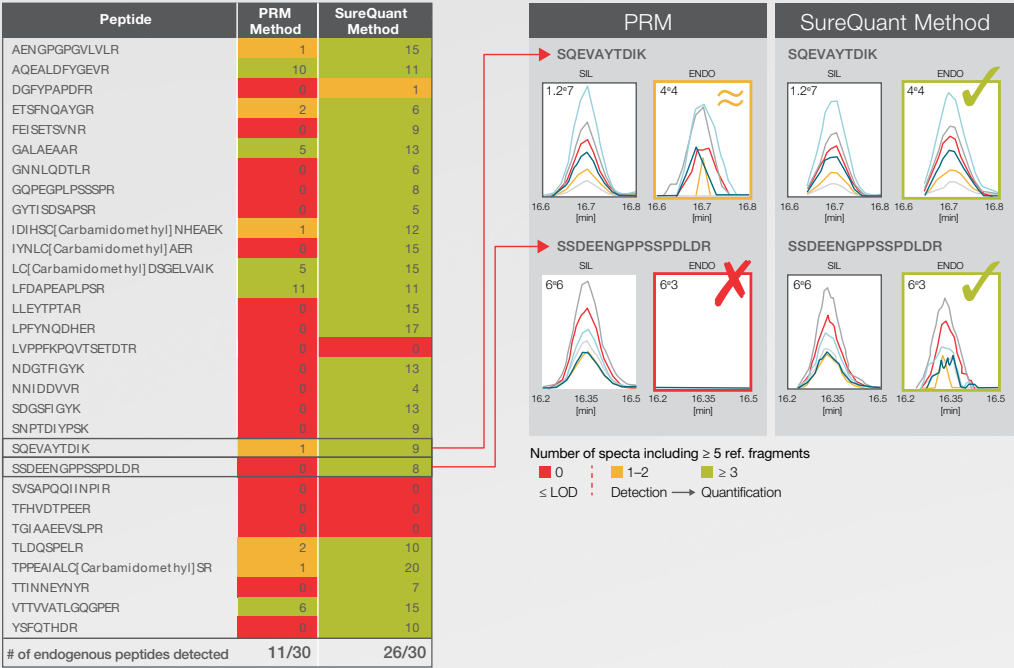 Peptide PRM Method SureQuant Method
AENGPGPGVLVLR 1 15
AQEALDFYGEVR 10 11
DGFYPAPDFR 0 1
ETSFNQAYGR 2 6
FEISETSVNR 0 9
GALAEAAR 5 13
GNNLQDTLR 0 6
GQPEGPLPSSSPR 0 8
GYTISDSAPSR 0 5
IDIHSC[Carbamidomethyl]NHEAEK 1 12
IYNLC[Carbamidomethyl]AER 0 15
LC[Carbamidomethyl]DSGELVAIK 5 15
LFDAPEAPLPSR 11 11
LLEYTPTAR 0 15
LPFYNQDHER 0 17
LVPPFKPQVTSETDTR 0 0
NDGTFIGYK 0 13
NNIDDVVR 0 4
SDGSFIGYK 0 13
SNPTDIYPSK 0 9
SQEVAYTDIK 1 9
SSDEENGPPSSPDLDR 0 8
SVSAPQQIINPIR 0 0
TFHVDTPEER 0 0
TGIAAEEVSLPR 0 0
TLDQSPELR 2 10
TPPEAIALC[Carbamidomethyl]SR 1 20
TTINNEYNYR 0 7
VTTVVATLGQGPER 6 15
YSFQTHDR 0 10
# of endogenous peptides detected 11/30 26/30
PRM
SQEVAYTDIK
SIL ENDO
1.2e7 4e4 ≈
16.6 16.7 16.8 16.6 16.7 16.8
[min] [min]
SSDEENGPPSSPDLDR
SIL ENDO
6e6 6e3 ✗
16.2 16.35 16.5 16.2 16.35 16.5
[min] [min]
SureQuant Method
SQEVAYTDIK
SIL ENDO
1.2e7 4e4 ✓
16.6 16.7 16.8 16.6 16.7 16.8
[min] [min]
SSDEENGPPSSPDLDR
SIL ENDO
6e6 6e3 ✓
16.2 16.35 16.5 16.2 16.35 16.5
[min] [min]
Number of specta including ≥ 5 ref. fragments
0 1–2 ≥ 3
≤ LOD Detection → Quantification